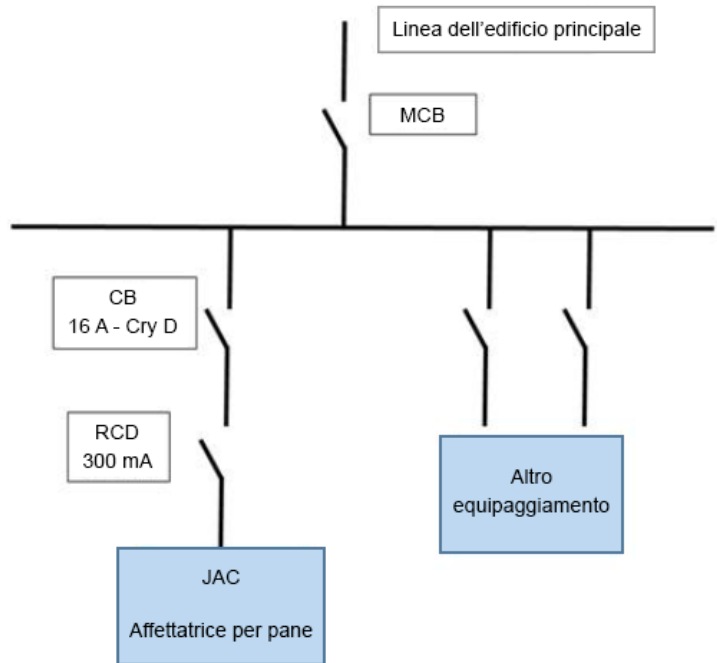 Linea dell'edificio principale
MCB
CB
16 A - Cry D
RCD
300 mA
Altro
equipaggiamento
JAC
Affettatrice per pane